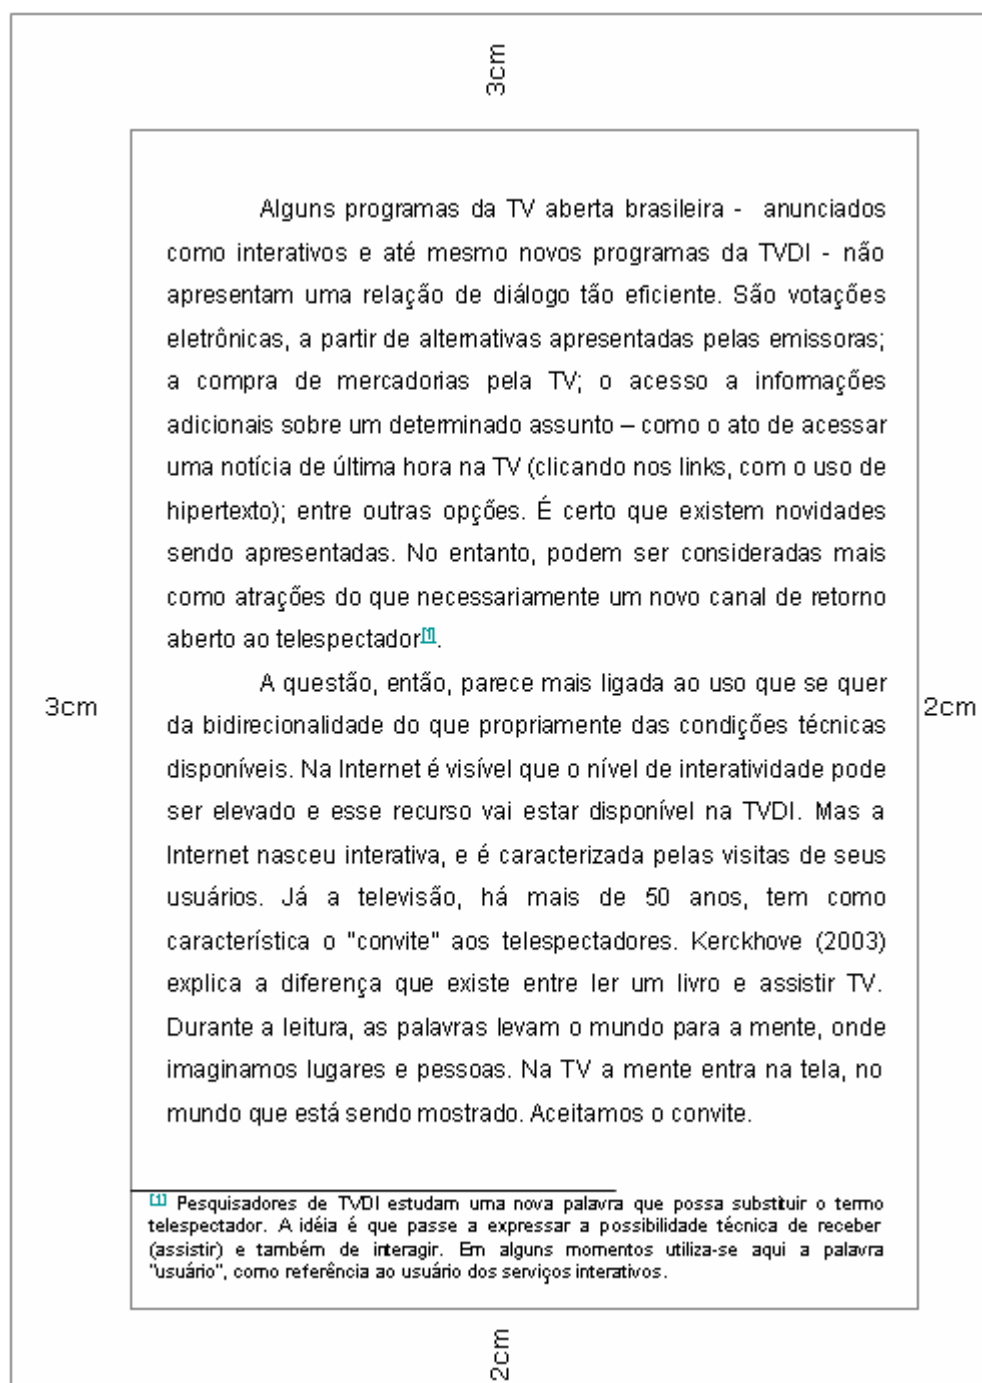 3cm
Alguns programas da TV aberta brasileira - anunciados
como interativos e até mesmo novos programas da TVDI - não
apresentam uma relação de diálogo tão eficiente. São votações
eletrônicas, a partir de alternativas apresentadas pelas emissoras;
a compra de mercadorias pela TV; o acesso a informações
adicionais sobre um determinado assunto – como o ato de acessar
uma notícia de última hora na TV (clicando nos links, com o uso de
hipertexto); entre outras opções. É certo que existem novidades
sendo apresentadas. No entanto, podem ser consideradas mais
como atrações do que necessariamente um novo canal de retorno
aberto ao telespectador[1].
A questão, então, parece mais ligada ao uso que se quer
3cm
2cm
da bidirecionalidade do que propriamente das condições técnicas
disponíveis. Na Internet é visível que o nível de interatividade pode
ser elevado e esse recurso vai estar disponível na TVDI. Mas a
Internet nasceu interativa, e é caracterizada pelas visitas de seus
usuários. Já a televisão, há mais de 50 anos, tem como
característica o "convite" aos telespectadores. Kerckhove (2003)
explica a diferença que existe entre ler um livro e assistir TV.
Durante a leitura, as palavras levam o mundo para a mente, onde
imaginamos lugares e pessoas. Na TV a mente entra na tela, no
mundo que está sendo mostrado. Aceitamos o convite.
[1] Pesquisadores de TVDI estudam uma nova palavra que possa substituir o termo
telespectador. A idéia é que passe a expressar a possibilidade técnica de receber
(assistir) e também de interagir. Em alguns momentos utiliza-se aqui a palavra
"usuário", como referência ao usuário dos serviços interativos.
2cm